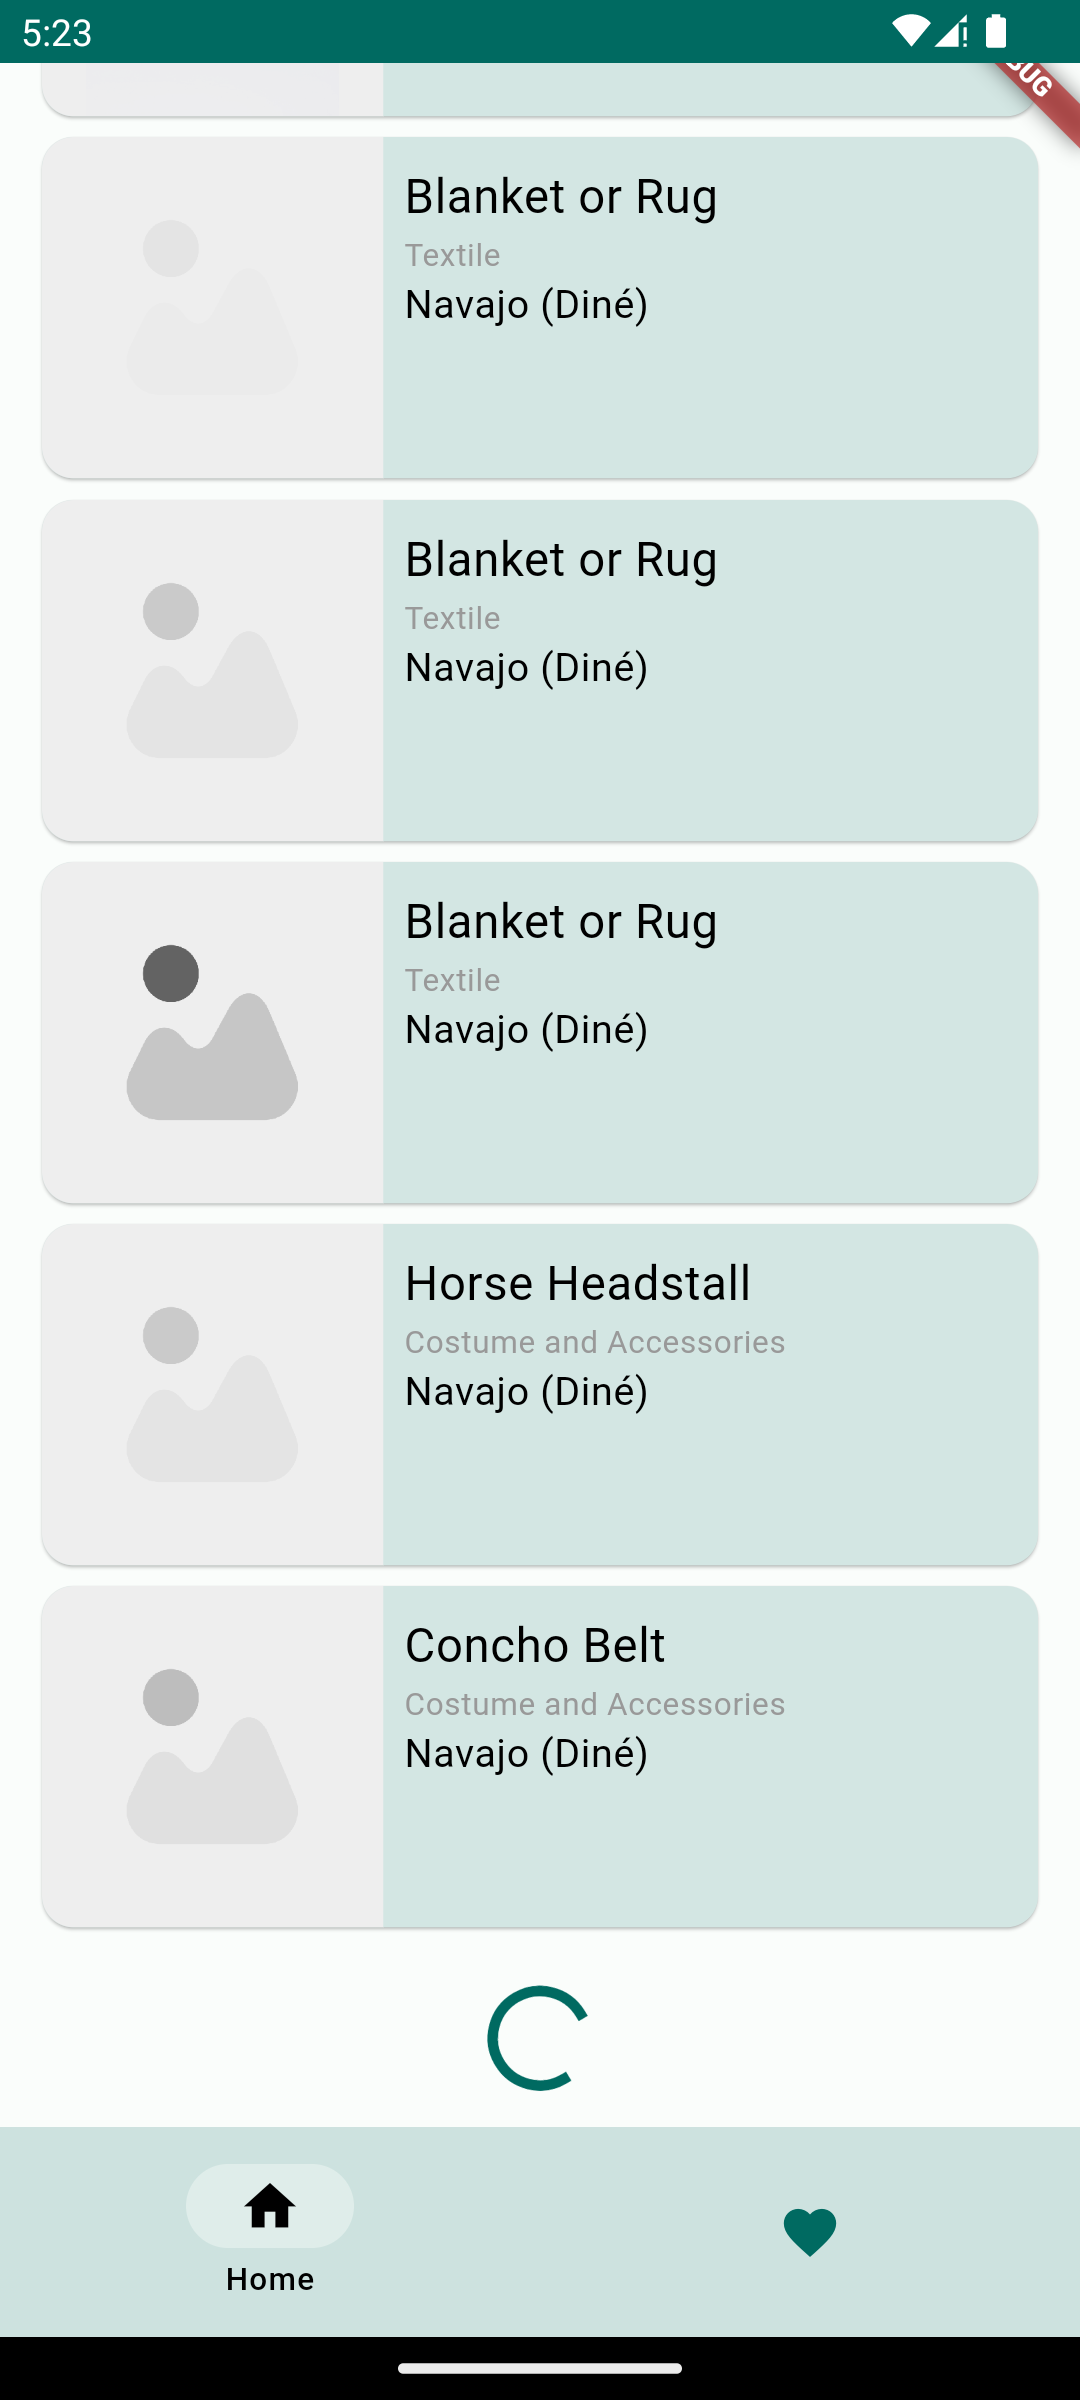 5:23
BUG
Blanket or Rug
Textile
Navajo (Diné)
Blanket or Rug
Textile
Navajo (Diné)
Blanket or Rug
Textile
Navajo (Diné)
Horse Headstall
Costume and Accessories
Navajo (Diné)
Concho Belt
Costume and Accessories
Navajo (Diné)
Home